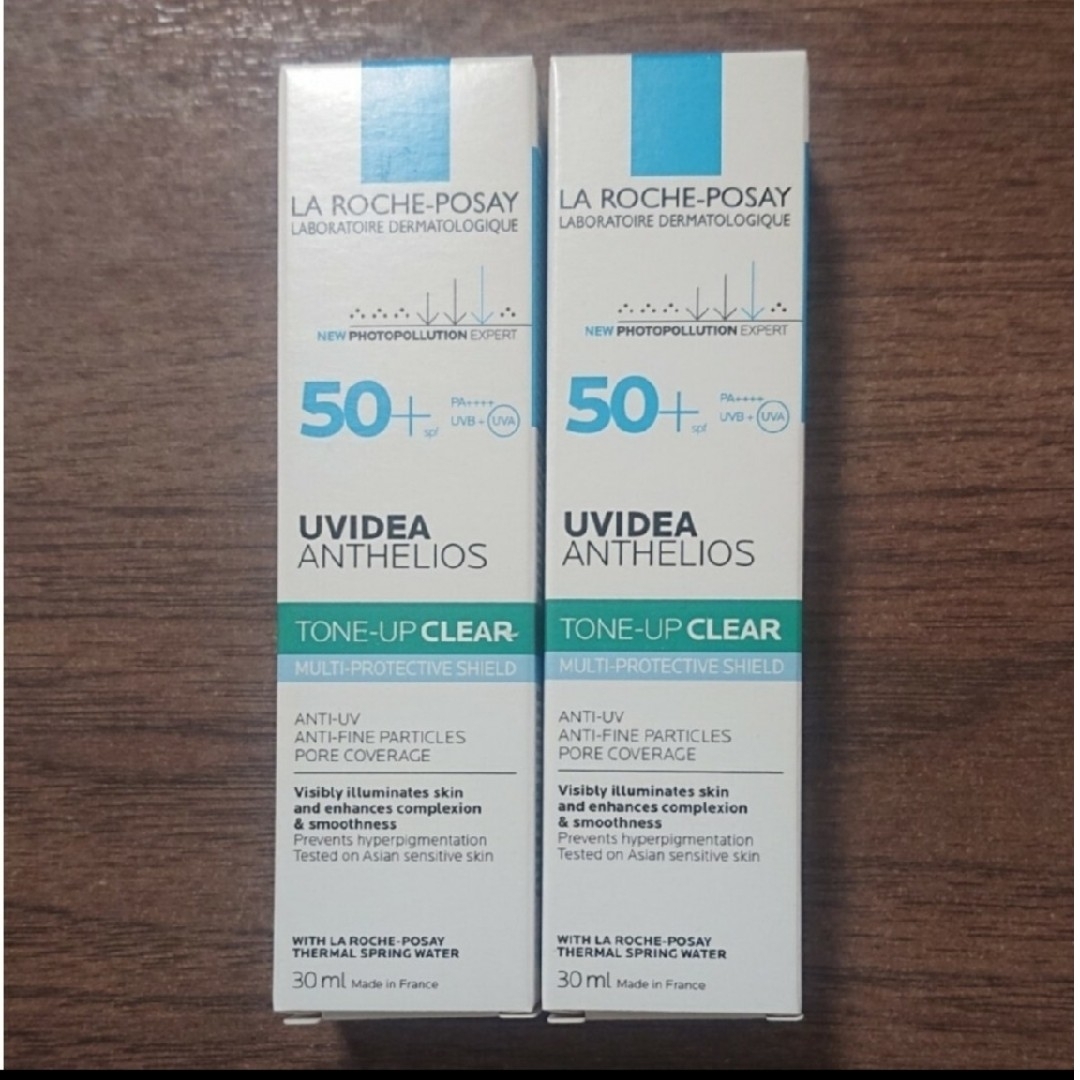 LA ROCHE-POSAY
LABORATOIRE DERMATOLOGIQUE
NEW PHOTOPOLLUTION EXPERT
50+ spf
PA++++
UVB + UVA
UVIDEA
ANTHELIOS
TONE-UP CLEAR
MULTI-PROTECTIVE SHIELD
ANTI-UV
ANTI-FINE PARTICLES
PORE COVERAGE
Visibly illuminates skin
and enhances complexion
& smoothness
Prevents hyperpigmentation
Tested on Asian sensitive skin
WITH LA ROCHE-POSAY
THERMAL SPRING WATER
30 ml Made in France
LA ROCHE-POSAY
LABORATOIRE DERMATOLOGIQUE
NEW PHOTOPOLLUTION EXPERT
50+ spf
PA++++
UVB + UVA
UVIDEA
ANTHELIOS
TONE-UP CLEAR
MULTI-PROTECTIVE SHIELD
ANTI-UV
ANTI-FINE PARTICLES
PORE COVERAGE
Visibly illuminates skin
and enhances complexion
& smoothness
Prevents hyperpigmentation
Tested on Asian sensitive skin
WITH LA ROCHE-POSAY
THERMAL SPRING WATER
30 ml Made in France